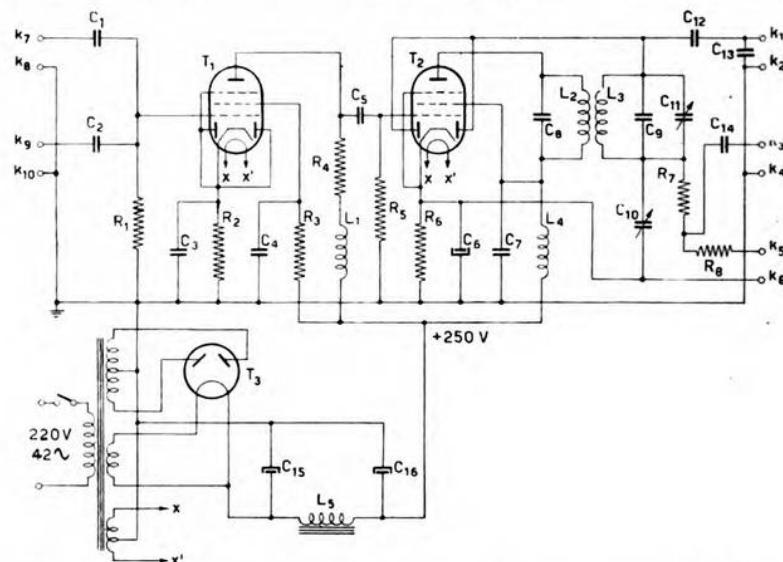 C1
k7
k8
T1
T2
C12
k1
C13
k2
C2
k9
k10
C5
L2
L3
C11
C8
C9
C14
k4
x
x'
R4
x
x'
R7
R1
C10
k5
R8
C3
R2
C4
R3
L1
R5
R6
C6
C7
L4
+250 V
T3
220V
42∿
C15
C16
L5
x
x'